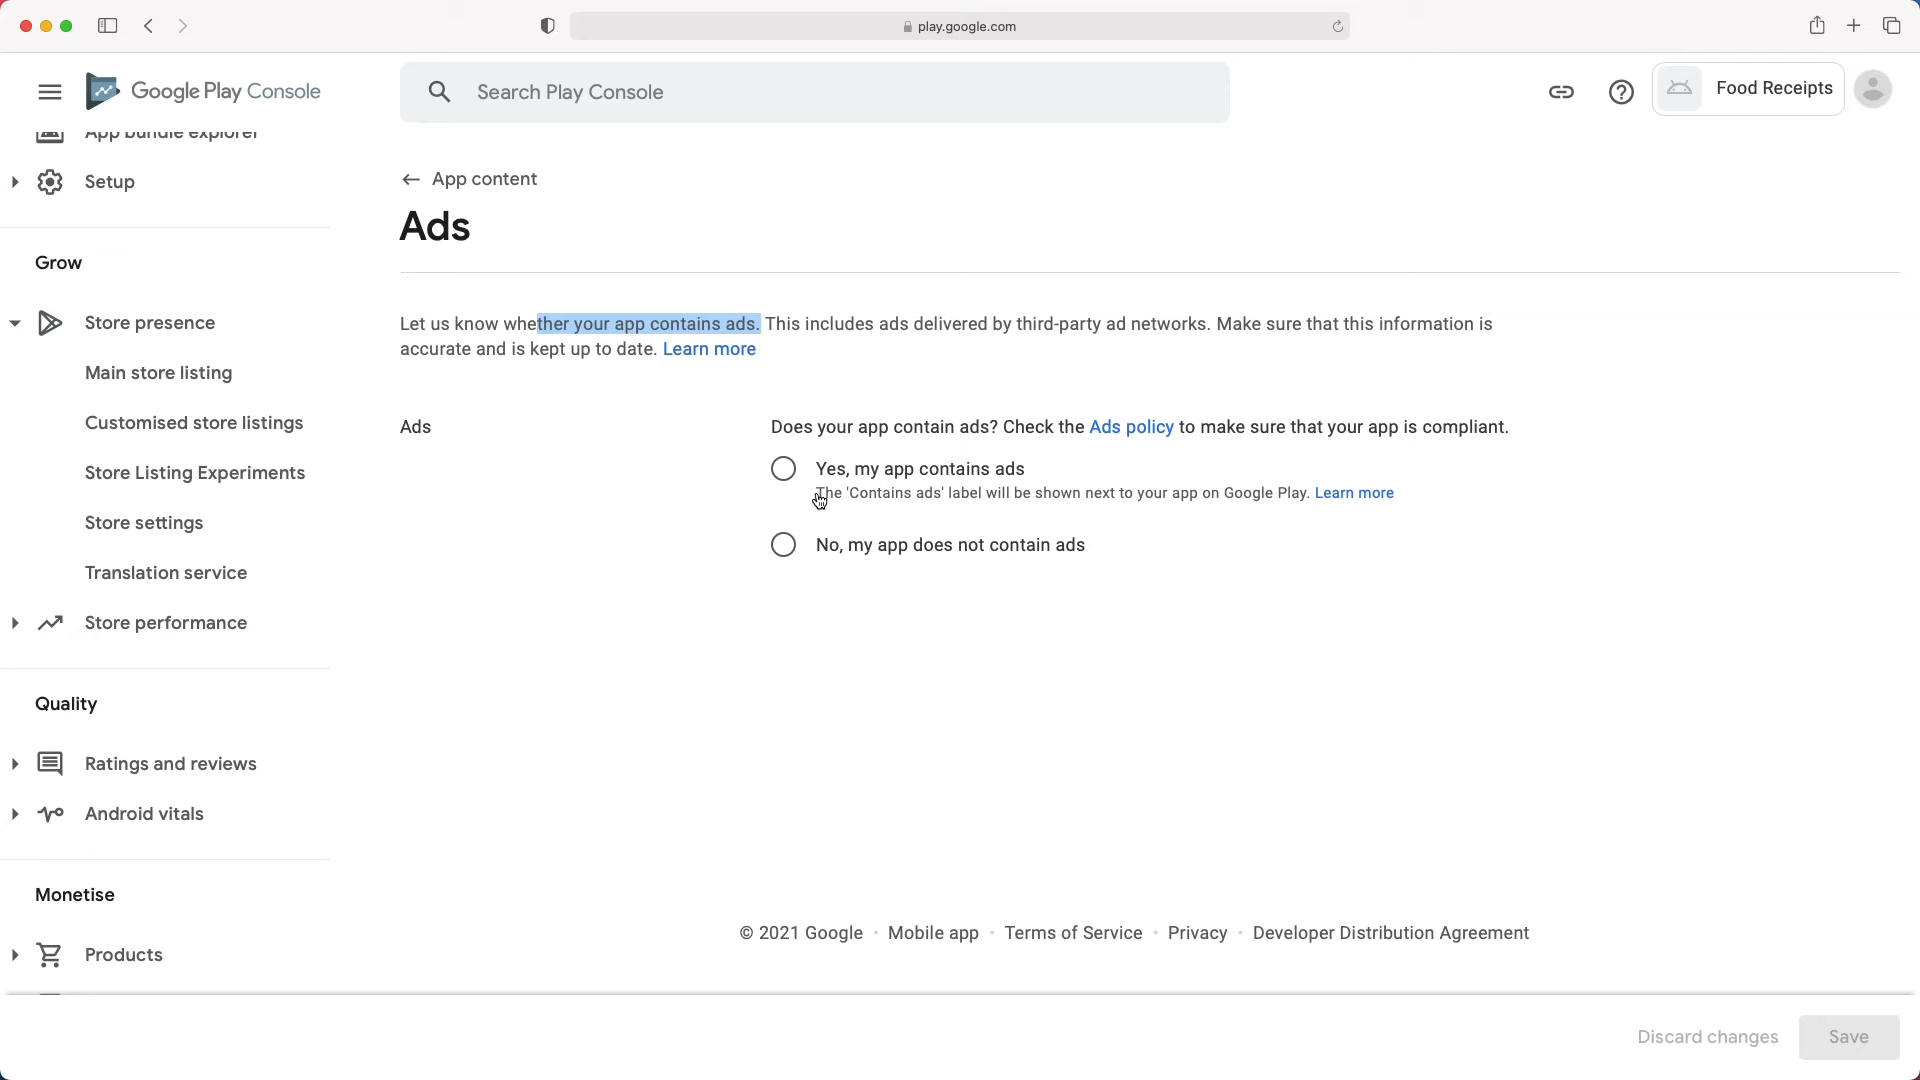 play.google.com
Google Play Console
Search Play Console
Food Receipts
App bundle explorer
Setup
Grow
Store presence
Main store listing
Customised store listings
Store Listing Experiments
Store settings
Translation service
Store performance
Quality
Ratings and reviews
Android vitals
Monetise
Products
App content
Ads
Let us know whether your app contains ads. This includes ads delivered by third-party ad networks. Make sure that this information is
accurate and is kept up to date. Learn more
Ads
Does your app contain ads? Check the Ads policy to make sure that your app is compliant.
Yes, my app contains ads
The 'Contains ads' label will be shown next to your app on Google Play. Learn more
No, my app does not contain ads
© 2021 Google · Mobile app · Terms of Service · Privacy · Developer Distribution Agreement
Discard changes
Save